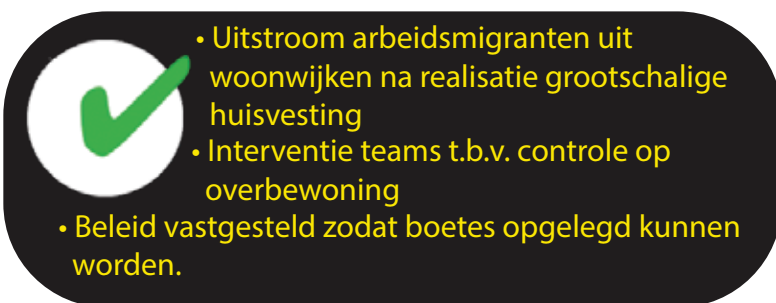 • Uitstroom arbeidsmigranten uit
woonwijken na realisatie grootschalige
huisvesting
• Interventie teams t.b.v. controle op
overbewoning
• Beleid vastgesteld zodat boetes opgelegd kunnen
worden.